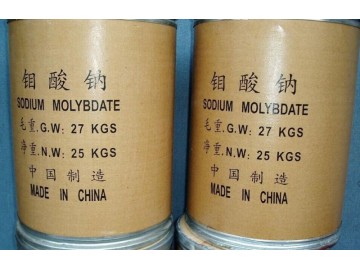 钼酸钠
SODIUM MOLYBDATE
毛重.G.W: 27 KGS
净重.N.W: 25 KGS
中国制造
MADE IN CHINA
钼酸钠
SODIUM MOLYBDATE
毛重.G.W: 27 KGS
净重.N.W: 25 KGS
中国制造
MADE IN CHINA